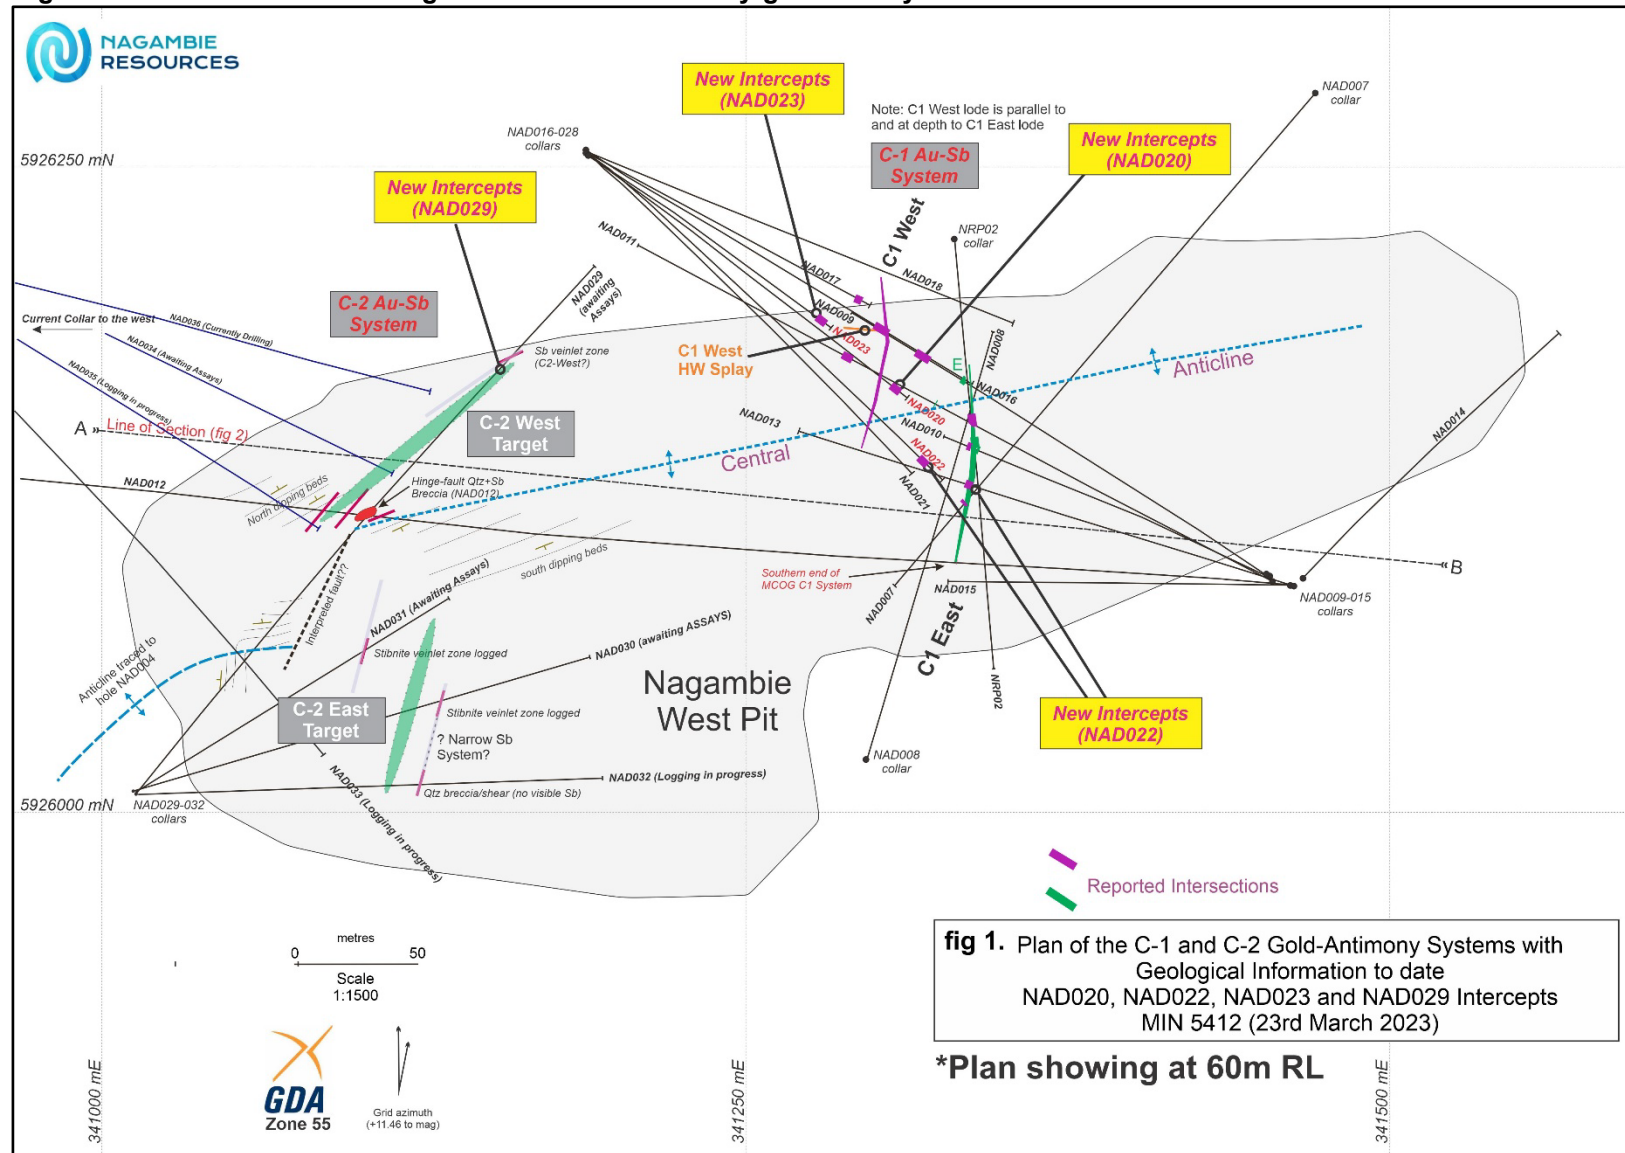 NAGAMBIE
RESOURCES
New Intercepts
(NAD023)
Note: C1 West lode is parallel to
and at depth to C1 East lode
NAD007
collar
NAD016-028
collars
5926250 mN
C-1 Au-Sb
System
New Intercepts
(NAD020)
New Intercepts
(NAD029)
NAD011
NAD029
(awaiting
Assays)
C1 West
NRP02
collar
NAD017
NAD018
C-2 Au-Sb
System
Current Collar to the west
NAD036 (Currently Drilling)
NAD034 (Awaiting Assays)
NAD035 (Logging in progress)
NAD009
NAD023
NAD008
C1 West
HW Splay
Sb veinlet zone
(C2-West?)
E
Anticline
NAD016
NAD020
NAD014
C-2 West
Target
NAD013
NAD010
A
Line of Section (fig 2)
Central
NAD022
NAD021
NAD012
Hinge-fault Qtz+Sb
Breccia (NAD012)
North dipping beds
south dipping beds
B
Southern end of
MCOG C1 System
NAD007
NAD015
NAD009-015
collars
Interpreted fault??
NAD031 (Awaiting Assays)
NAD030 (awaiting ASSAYS)
Stibnite veinlet zone logged
C1 East
Anticline traced to
hole NAD004
Nagambie
West Pit
NRP02
C-2 East
Target
Stibnite veinlet zone logged
? Narrow Sb
System?
New Intercepts
(NAD022)
NAD008
collar
NAD032 (Logging in progress)
Qtz breccia/shear (no visible Sb)
NAD033 (Logging in progress)
5926000 mN
NAD029-032
collars
Reported Intersections
metres
0 50
Scale
1:1500
fig 1. Plan of the C-1 and C-2 Gold-Antimony Systems with
Geological Information to date
NAD020, NAD022, NAD023 and NAD029 Intercepts
MIN 5412 (23rd March 2023)
*Plan showing at 60m RL
GDA
Zone 55
Grid azimuth
(+11.46 to mag)
341000 mE
341250 mE
341500 mE